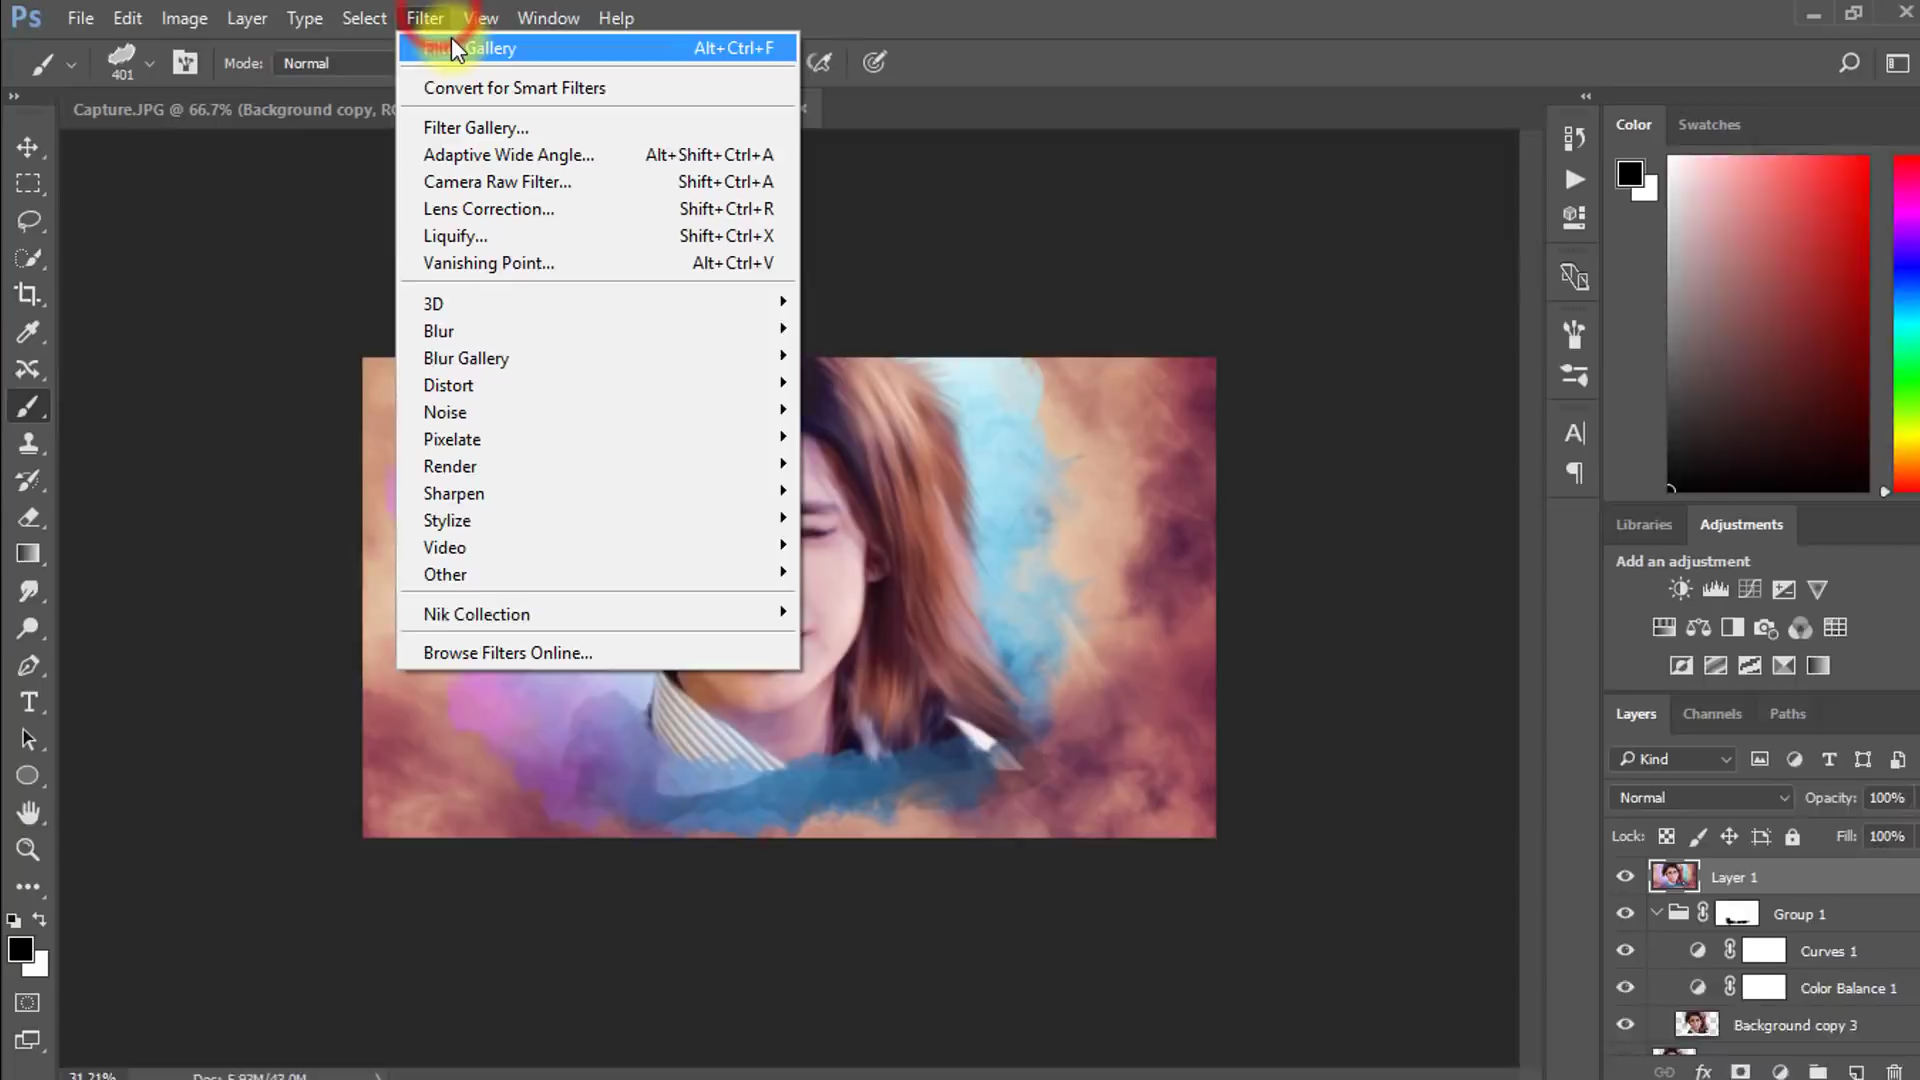 Ps File Edit Image Layer Type Select Filter View Window Help
401 Mode: Normal
Capture.JPG @ 66.7% (Background copy,
Gallery Alt+Ctrl+F
Convert for Smart Filters
Filter Gallery...
Adaptive Wide Angle... Alt+Shift+Ctrl+A
Camera Raw Filter... Shift+Ctrl+A
Lens Correction... Shift+Ctrl+R
Liquify... Shift+Ctrl+X
Vanishing Point... Alt+Ctrl+V
3D
Blur
Blur Gallery
Distort
Noise
Pixelate
Render
Sharpen
Stylize
Video
Other
Nik Collection
Browse Filters Online...
Color Swatches
Libraries Adjustments
Add an adjustment
Layers Channels Paths
Kind
Normal Opacity: 100%
Lock: Fill: 100%
Layer 1
Group 1
Curves 1
Color Balance 1
Background copy 3
31.21%